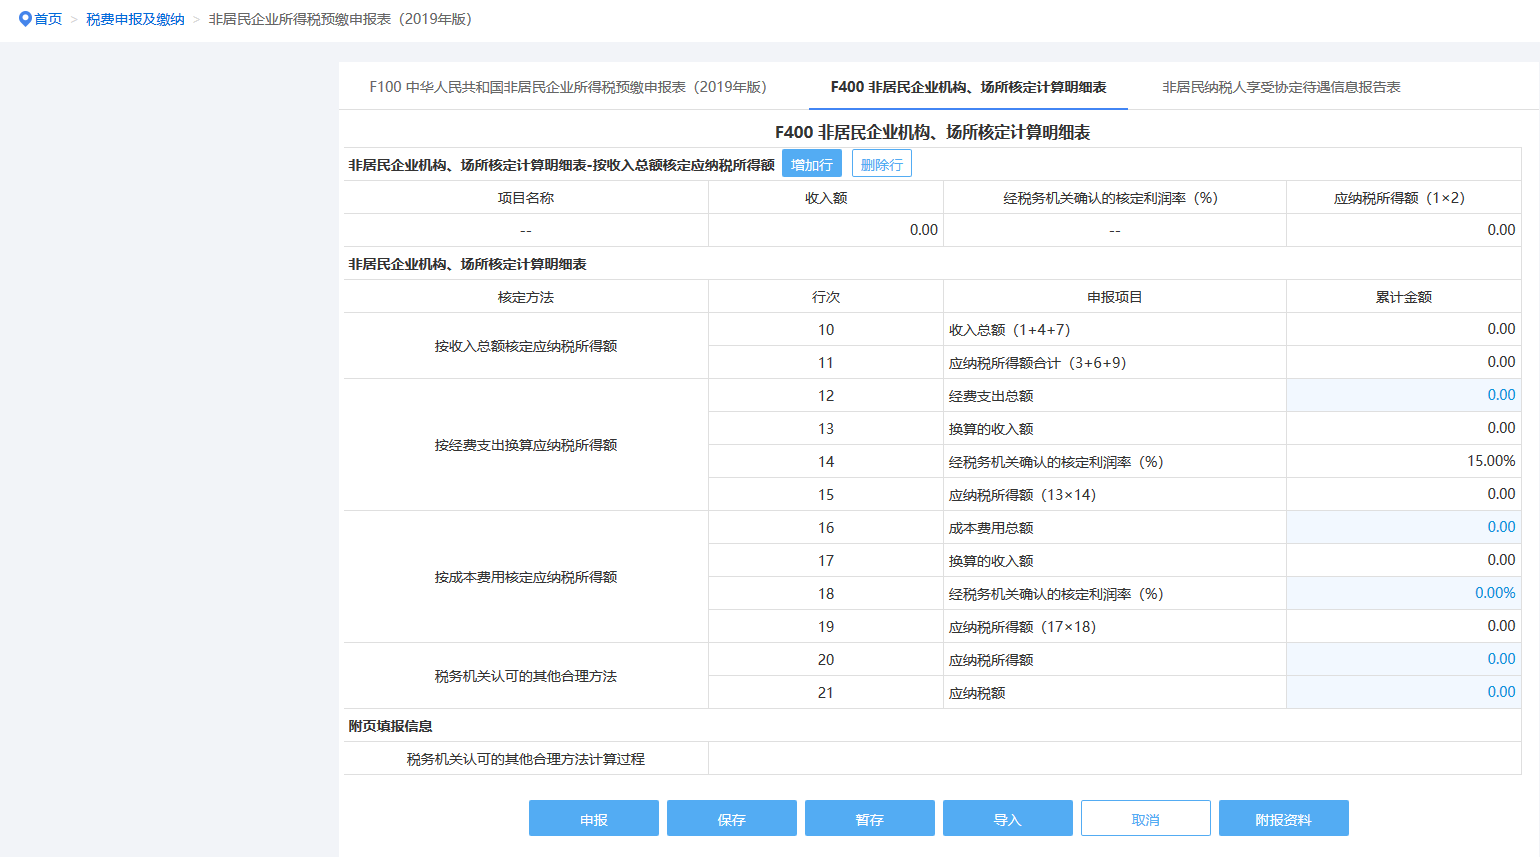 首页 > 税费申报及缴纳 > 非居民企业所得税预缴申报表（2019年版）
F100 中华人民共和国非居民企业所得税预缴申报表（2019年版） F400 非居民企业机构、场所核定计算明细表 非居民纳税人享受协定待遇信息报告表
F400 非居民企业机构、场所核定计算明细表
非居民企业机构、场所核定计算明细表-按收入总额核定应纳税所得额 增加行 删除行
项目名称 收入额 经税务机关确认的核定利润率（%） 应纳税所得额（1×2）
-- 0.00 -- 0.00
非居民企业机构、场所核定计算明细表
核定方法 行次 申报项目 累计金额
按收入总额核定应纳税所得额
10 收入总额（1+4+7） 0.00
11 应纳税所得额合计（3+6+9） 0.00
按经费支出换算应纳税所得额
12 经费支出总额 0.00
13 换算的收入额 0.00
14 经税务机关确认的核定利润率（%） 15.00%
15 应纳税所得额（13×14） 0.00
按成本费用核定应纳税所得额
16 成本费用总额 0.00
17 换算的收入额 0.00
18 经税务机关确认的核定利润率（%） 0.00%
19 应纳税所得额（17×18） 0.00
税务机关认可的其他合理方法
20 应纳税所得额 0.00
21 应纳税额 0.00
附页填报信息
税务机关认可的其他合理方法计算过程
申报 保存 暂存 导入 取消 附报资料